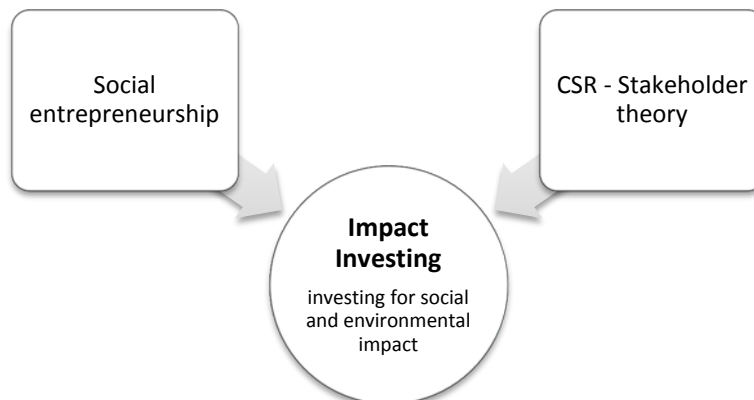 Social
entrepreneurship
CSR - Stakeholder
theory
Impact
Investing
investing for social
and environmental
impact